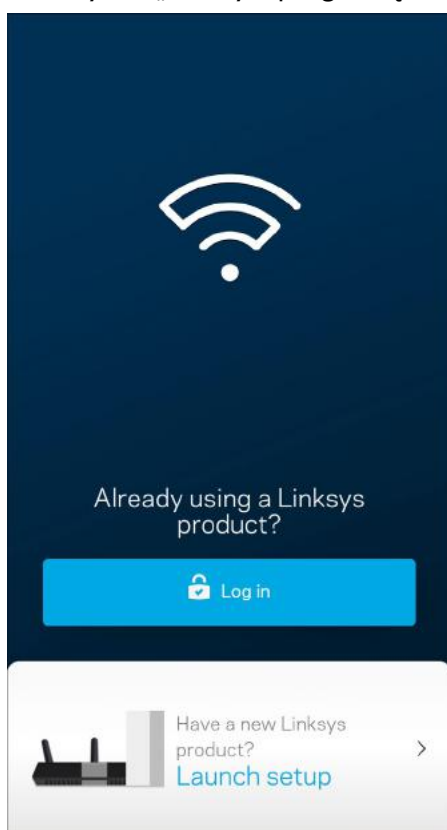 Already using a Linksys
product?
Log in
Have a new Linksys
product?
Launch setup